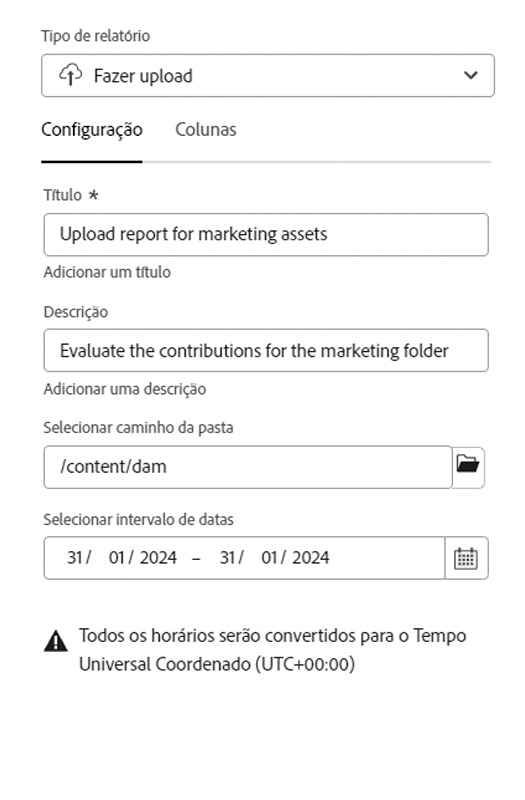 Tipo de relatório
Fazer upload
Configuração Colunas
Título *
Upload report for marketing assets
Adicionar um título
Descrição
Evaluate the contributions for the marketing folder
Adicionar uma descrição
Selecionar caminho da pasta
/content/dam
Selecionar intervalo de datas
31/ 01/ 2024 – 31/ 01/ 2024
Todos os horários serão convertidos para o Tempo
Universal Coordenado (UTC+00:00)